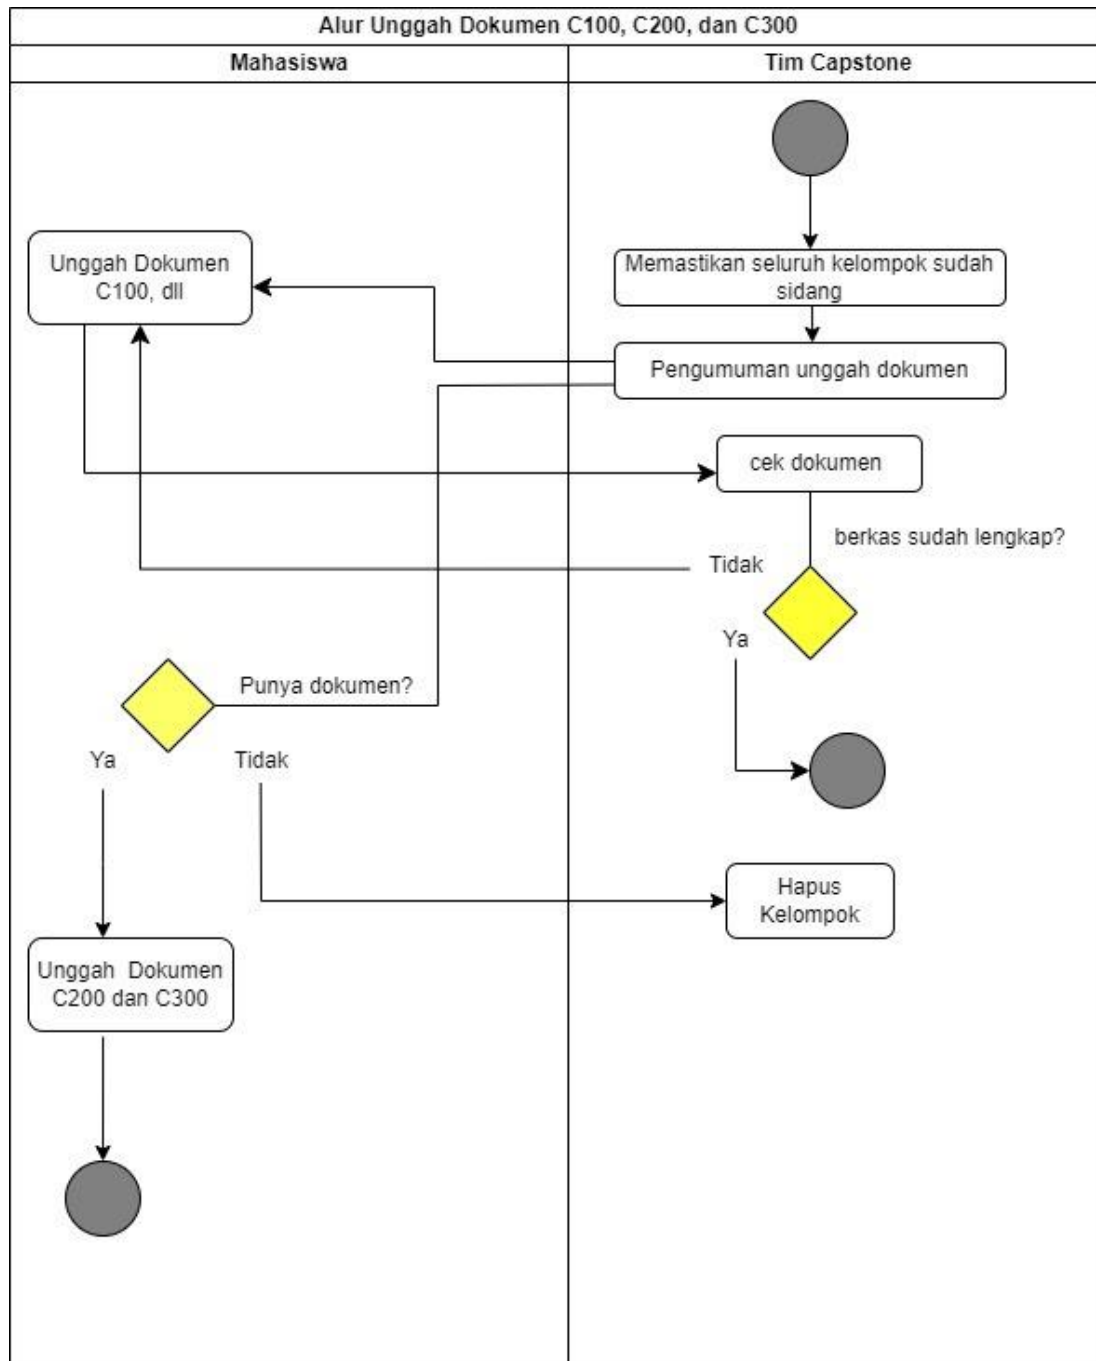 Alur Unggah Dokumen C100, C200, dan C300
Mahasiswa
Tim Capstone
Unggah Dokumen
C100, dll
Memastikan seluruh kelompok sudah
sidang
Pengumuman unggah dokumen
cek dokumen
berkas sudah lengkap?
Tidak
Ya
Punya dokumen?
Ya
Tidak
Hapus
Kelompok
Unggah Dokumen
C200 dan C300